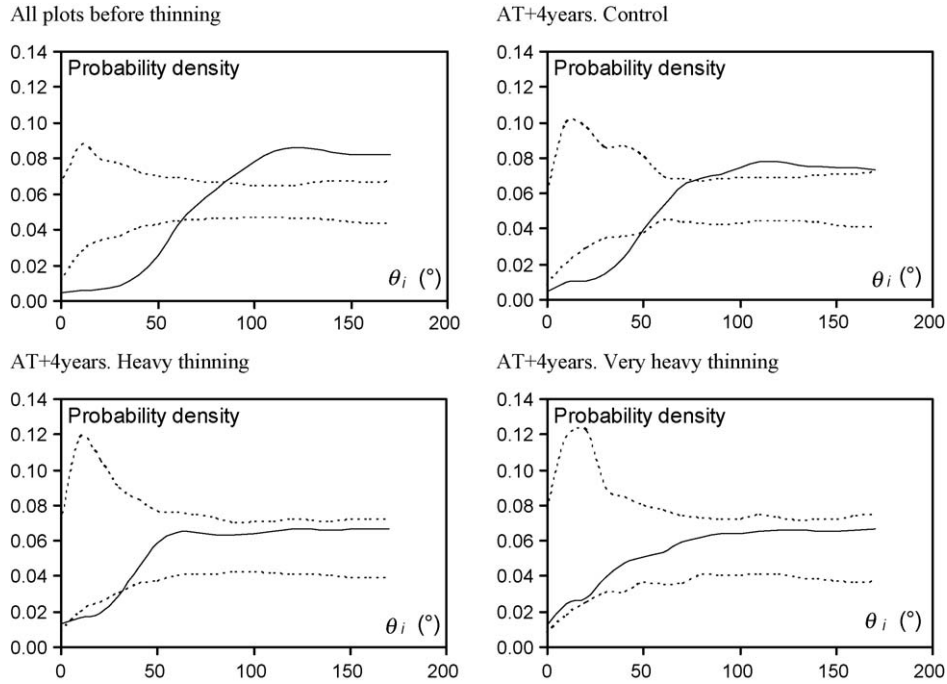 All plots before thinning
0.14
Probability density
0.12
0.10
0.08
0.06
0.04
0.02
0.00
θi (°)
0 50 100 150 200
AT+4years. Control
0.14
Probability density
0.12
0.10
0.08
0.06
0.04
0.02
0.00
θi (°)
0 50 100 150 200
AT+4years. Heavy thinning
0.14
Probability density
0.12
0.10
0.08
0.06
0.04
0.02
0.00
θi (°)
0 50 100 150 200
AT+4years. Very heavy thinning
0.14
Probability density
0.12
0.10
0.08
0.06
0.04
0.02
0.00
θi (°)
0 50 100 150 200